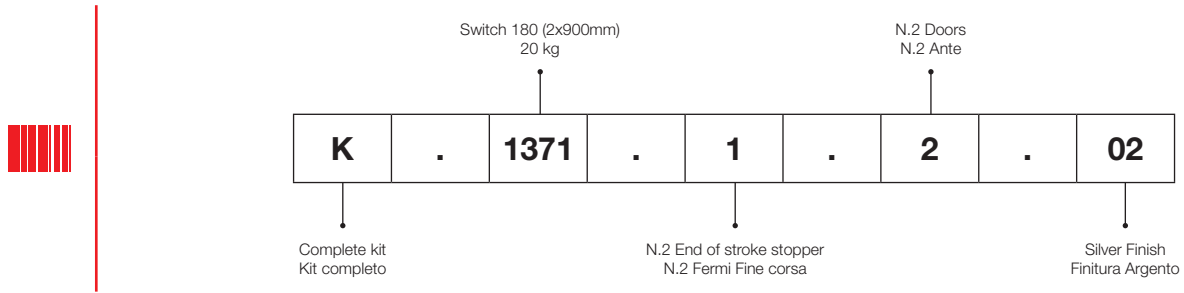 Switch 180 (2x900mm)
20 kg
N.2 Doors
N.2 Ante
K . 1371 . 1 . 2 . 02
Complete kit
Kit completo
N.2 End of stroke stopper
N.2 Fermi Fine corsa
Silver Finish
Finitura Argento